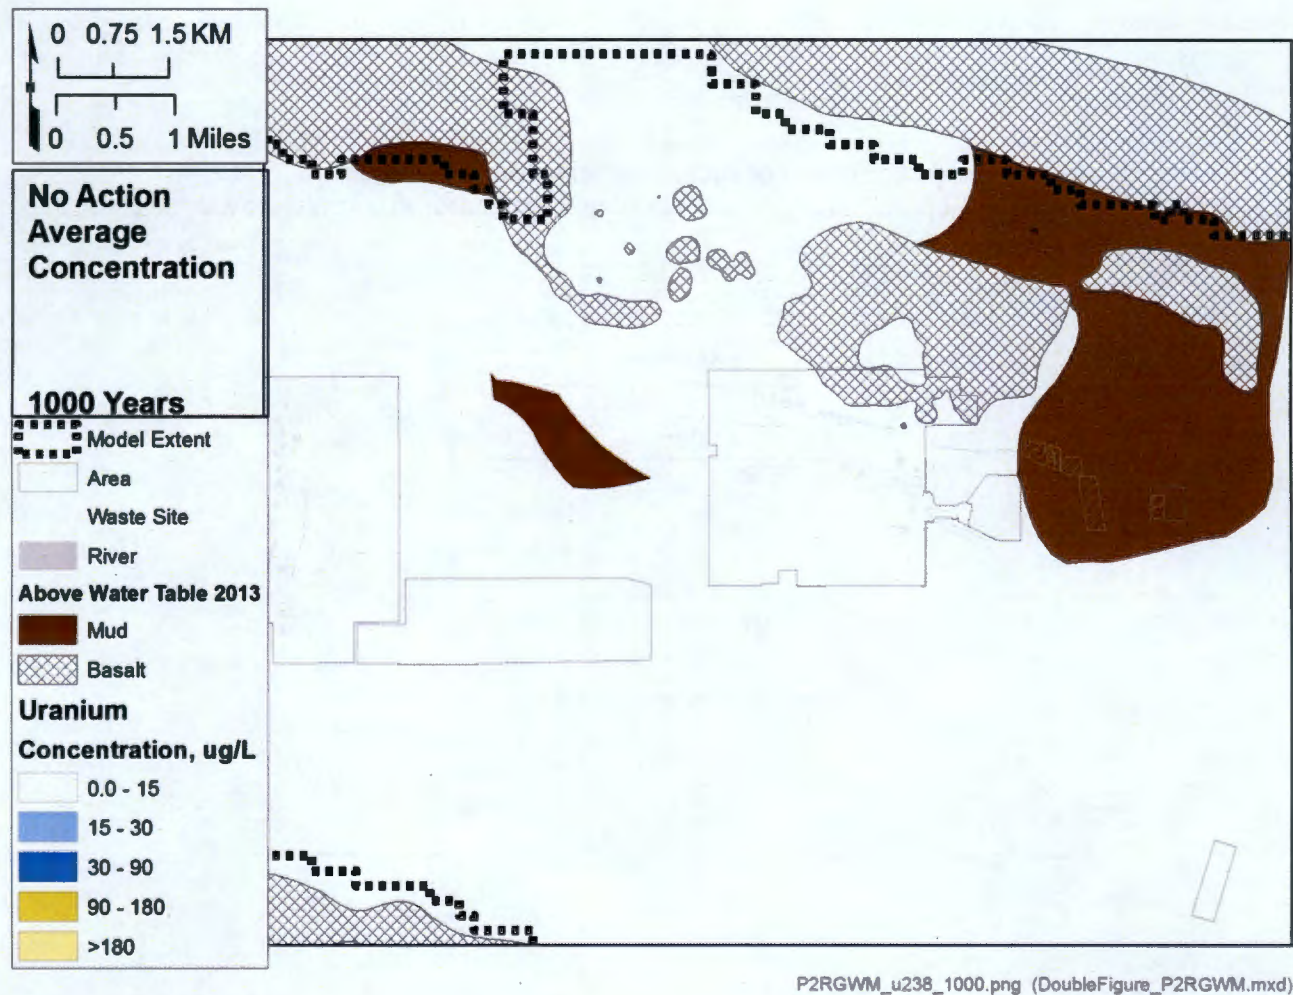 0 0.75 1.5 KM
0 0.5 1 Miles
No Action
Average
Concentration
1000 Years
Model Extent
Area
Waste Site
River
Above Water Table 2013
Mud
Basalt
Uranium
Concentration, ug/L
0.0 - 15
15 - 30
30 - 90
90 - 180
>180
P2RGWM_u238_1000.png (DoubleFigure_P2RGWM.mxd)